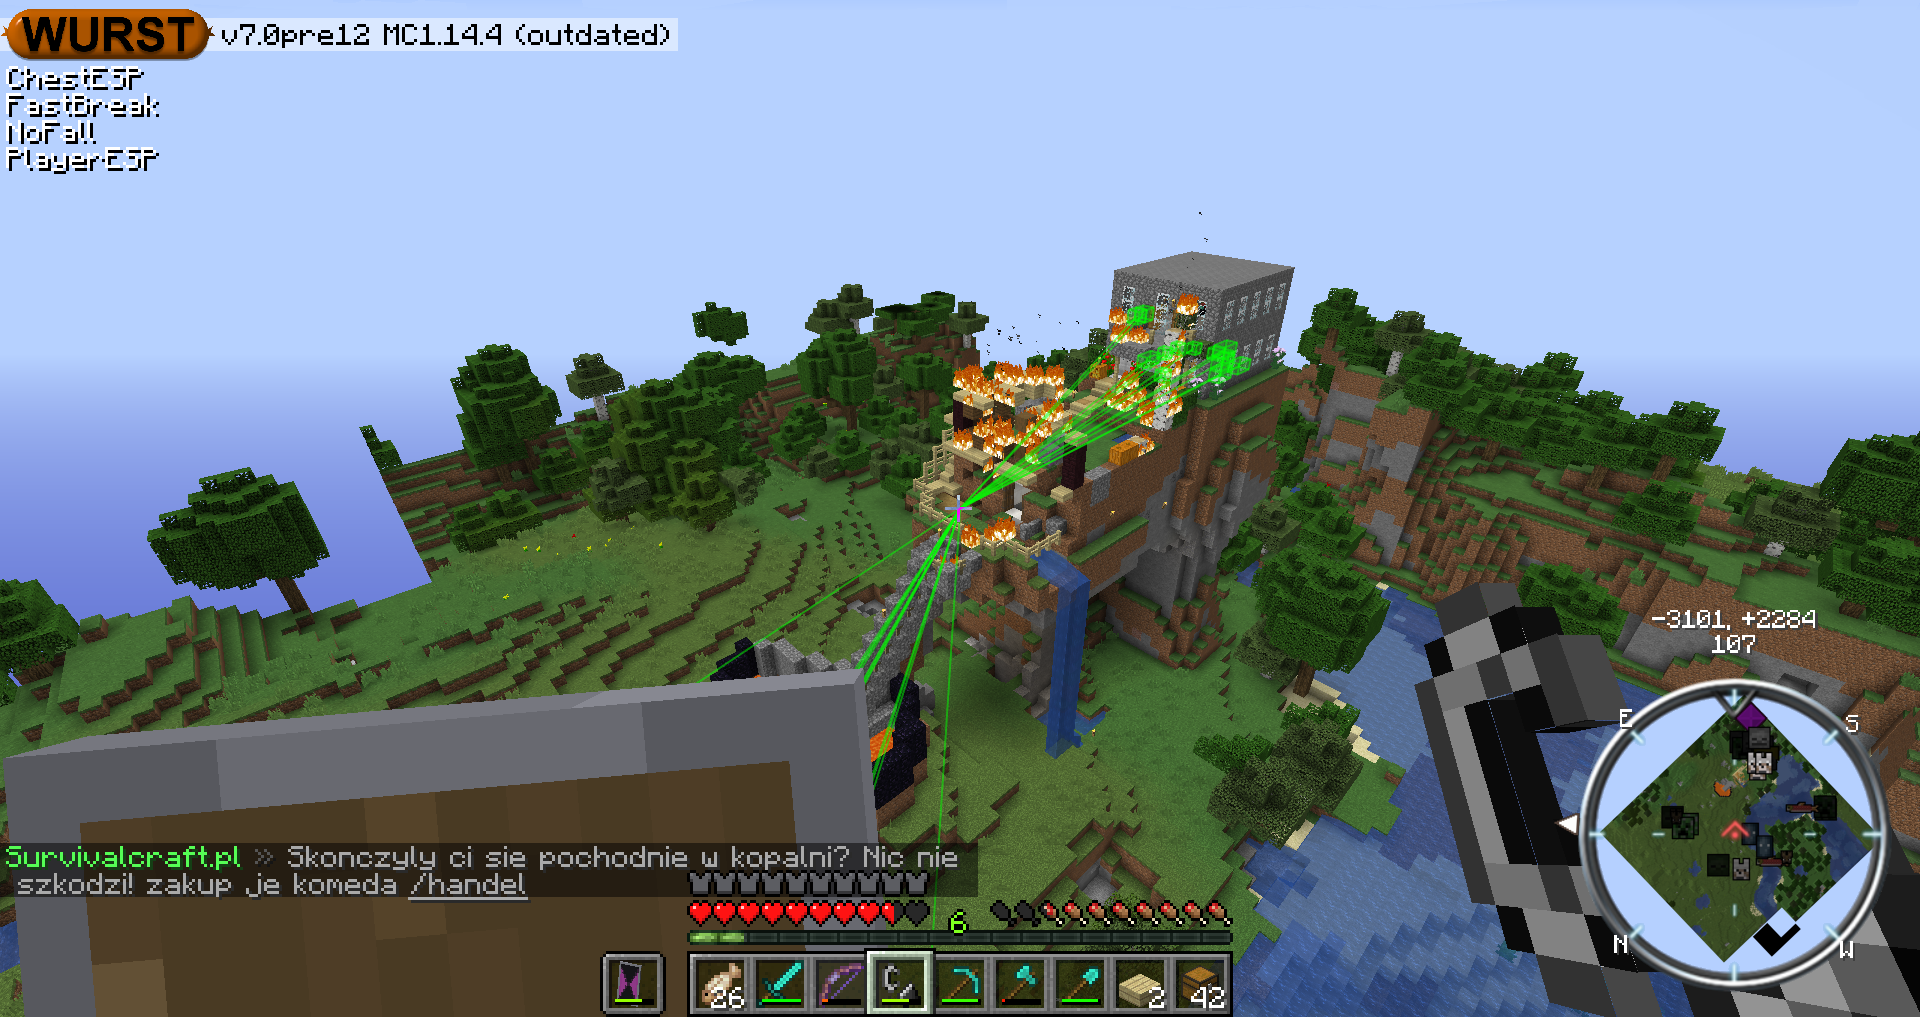 WURST v7.0pre12 MC1.14.4 (outdated)
ChestESP
FastBreak
NoFall
PlayerESP
-3101, +2284
107
E
S
N
W
Survivalcraft.pl » Skonczyly ci sie pochodnie w kopalni? Nic nie
szkodzi! zakup je komeda /handel
6
26
2
42